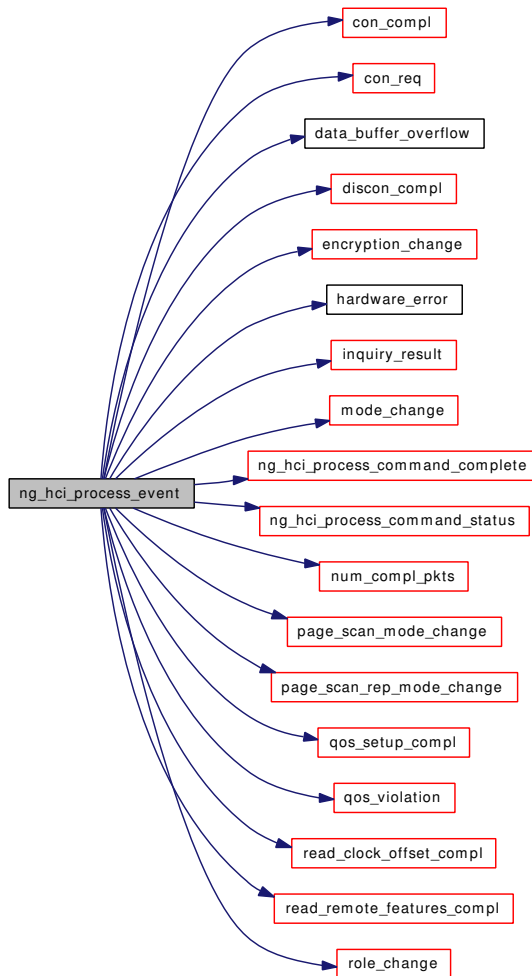 con_compl
con_req
data_buffer_overflow
discon_compl
encryption_change
hardware_error
inquiry_result
mode_change
ng_hci_process_command_complete
ng_hci_process_event
ng_hci_process_command_status
num_compl_pkts
page_scan_mode_change
page_scan_rep_mode_change
qos_setup_compl
qos_violation
read_clock_offset_compl
read_remote_features_compl
role_change